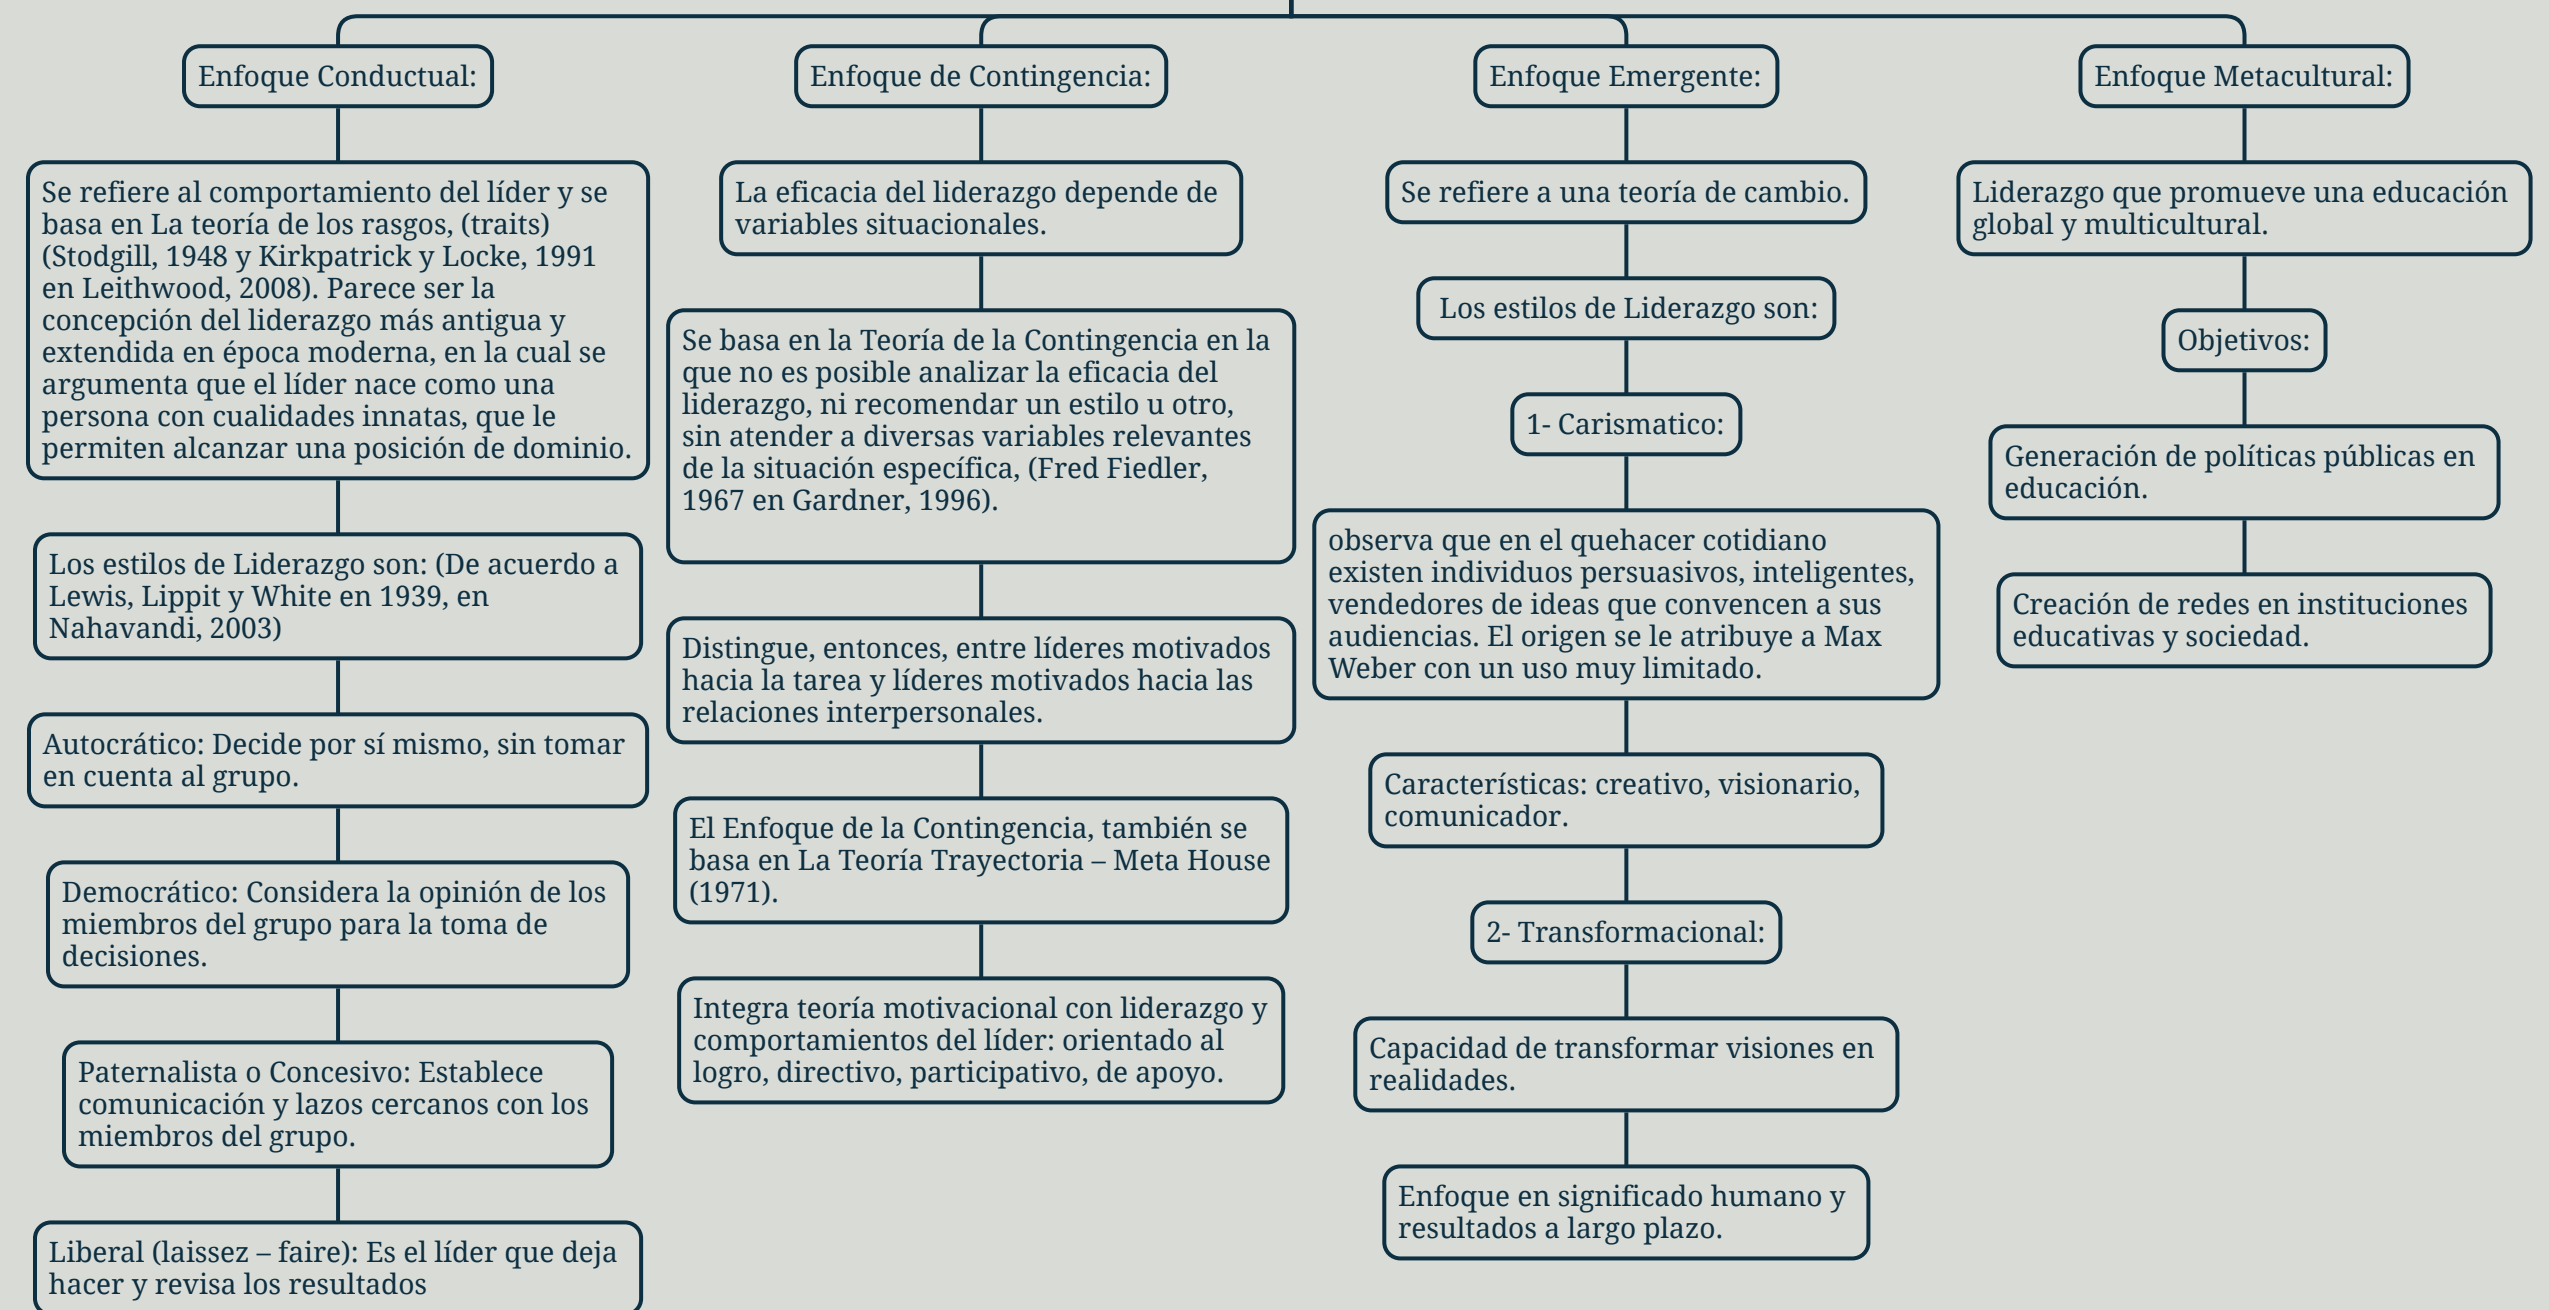 Enfoque Conductual:
Se refiere al comportamiento del líder y se
basa en La teoría de los rasgos, (traits)
(Stodgill, 1948 y Kirkpatrick y Locke, 1991
en Leithwood, 2008). Parece ser la
concepción del liderazgo más antigua y
extendida en época moderna, en la cual se
argumenta que el líder nace como una
persona con cualidades innatas, que le
permiten alcanzar una posición de dominio.
Los estilos de Liderazgo son: (De acuerdo a
Lewis, Lippit y White en 1939, en
Nahavandi, 2003)
Autocrático: Decide por sí mismo, sin tomar
en cuenta al grupo.
Democrático: Considera la opinión de los
miembros del grupo para la toma de
decisiones.
Paternalista o Concesivo: Establece
comunicación y lazos cercanos con los
miembros del grupo.
Liberal (laissez – faire): Es el líder que deja
hacer y revisa los resultados
Enfoque de Contingencia:
La eficacia del liderazgo depende de
variables situacionales.
Se basa en la Teoría de la Contingencia en la
que no es posible analizar la eficacia del
liderazgo, ni recomendar un estilo u otro,
sin atender a diversas variables relevantes
de la situación específica, (Fred Fiedler,
1967 en Gardner, 1996).
Distingue, entonces, entre líderes motivados
hacia la tarea y líderes motivados hacia las
relaciones interpersonales.
El Enfoque de la Contingencia, también se
basa en La Teoría Trayectoria – Meta House
(1971).
Integra teoría motivacional con liderazgo y
comportamientos del líder: orientado al
logro, directivo, participativo, de apoyo.
Enfoque Emergente:
Se refiere a una teoría de cambio.
Los estilos de Liderazgo son:
1- Carismatico:
observa que en el quehacer cotidiano
existen individuos persuasivos, inteligentes,
vendedores de ideas que convencen a sus
audiencias. El origen se le atribuye a Max
Weber con un uso muy limitado.
Características: creativo, visionario,
comunicador.
2- Transformacional:
Capacidad de transformar visiones en
realidades.
Enfoque en significado humano y
resultados a largo plazo.
Enfoque Metacultural:
Liderazgo que promueve una educación
global y multicultural.
Objetivos:
Generación de políticas públicas en
educación.
Creación de redes en instituciones
educativas y sociedad.